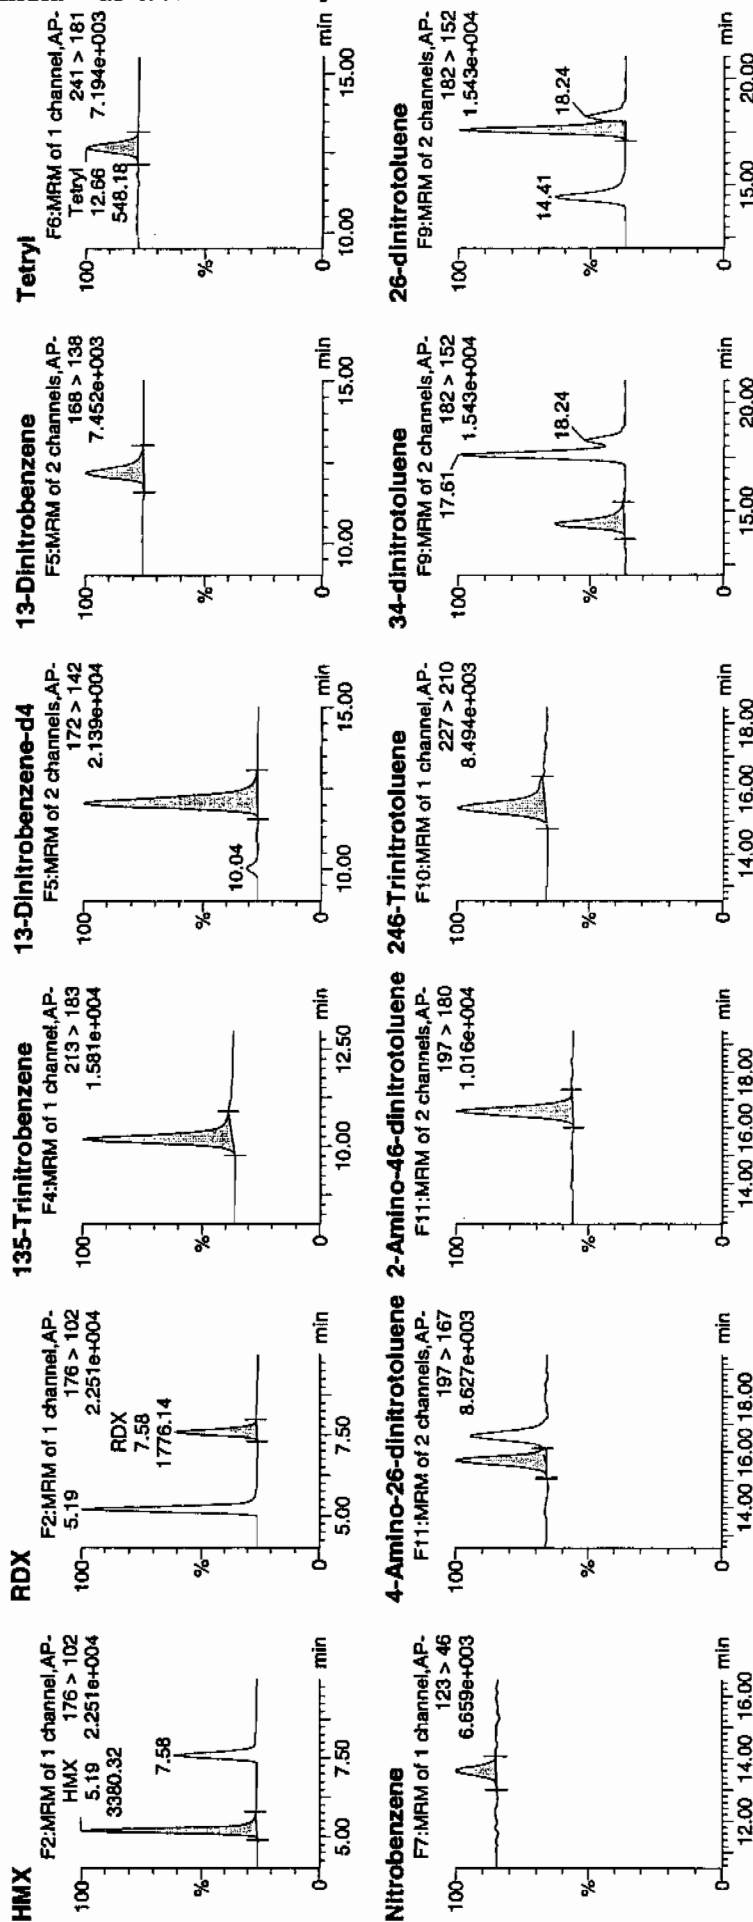 HMX
F2:MRM of 1 channel,AP-
HMX 176 > 102
5.19 2.251e+004
3380.32
7.58
100
%
0
5.00 7.50 min
RDX
F2:MRM of 1 channel,AP-
5.19 176 > 102
2.251e+004
RDX
7.58
1776.14
100
%
0
5.00 7.50 min
135-Trinitrobenzene
F4:MRM of 1 channel,AP-
213 > 183
1.581e+004
100
%
0
10.00 12.50 min
13-Dinitrobenzene-d4
F5:MRM of 2 channels,AP-
172 > 142
2.139e+004
10.04
100
%
0
10.00 15.00 min
13-Dinitrobenzene
F5:MRM of 2 channels,AP-
168 > 138
7.452e+003
100
%
0
10.00 15.00 min
Tetryl
F6:MRM of 1 channel,AP-
Tetryl 241 > 181
12.66 7.194e+003
548.18
100
%
0
10.00 15.00 min
Nitrobenzene
F7:MRM of 1 channel,AP-
123 > 46
6.659e+003
100
%
0
12.00 14.00 16.00 min
4-Amino-26-dinitrotoluene
F11:MRM of 2 channels,AP-
197 > 167
8.627e+003
100
%
0
14.00 16.00 18.00 min
2-Amino-46-dinitrotoluene
F11:MRM of 2 channels,AP-
197 > 180
1.016e+004
100
%
0
14.00 16.00 18.00 min
246-Trinitrotoluene
F10:MRM of 1 channel,AP-
227 > 210
8.494e+003
100
%
0
14.00 16.00 18.00 min
34-dinitrotoluene
F9:MRM of 2 channels,AP-
17.61 182 > 152
1.543e+004
18.24
100
%
0
15.00 20.00 min
26-dinitrotoluene
F9:MRM of 2 channels,AP-
182 > 152
1.543e+004
18.24
14.41
100
%
0
15.00 20.00 min